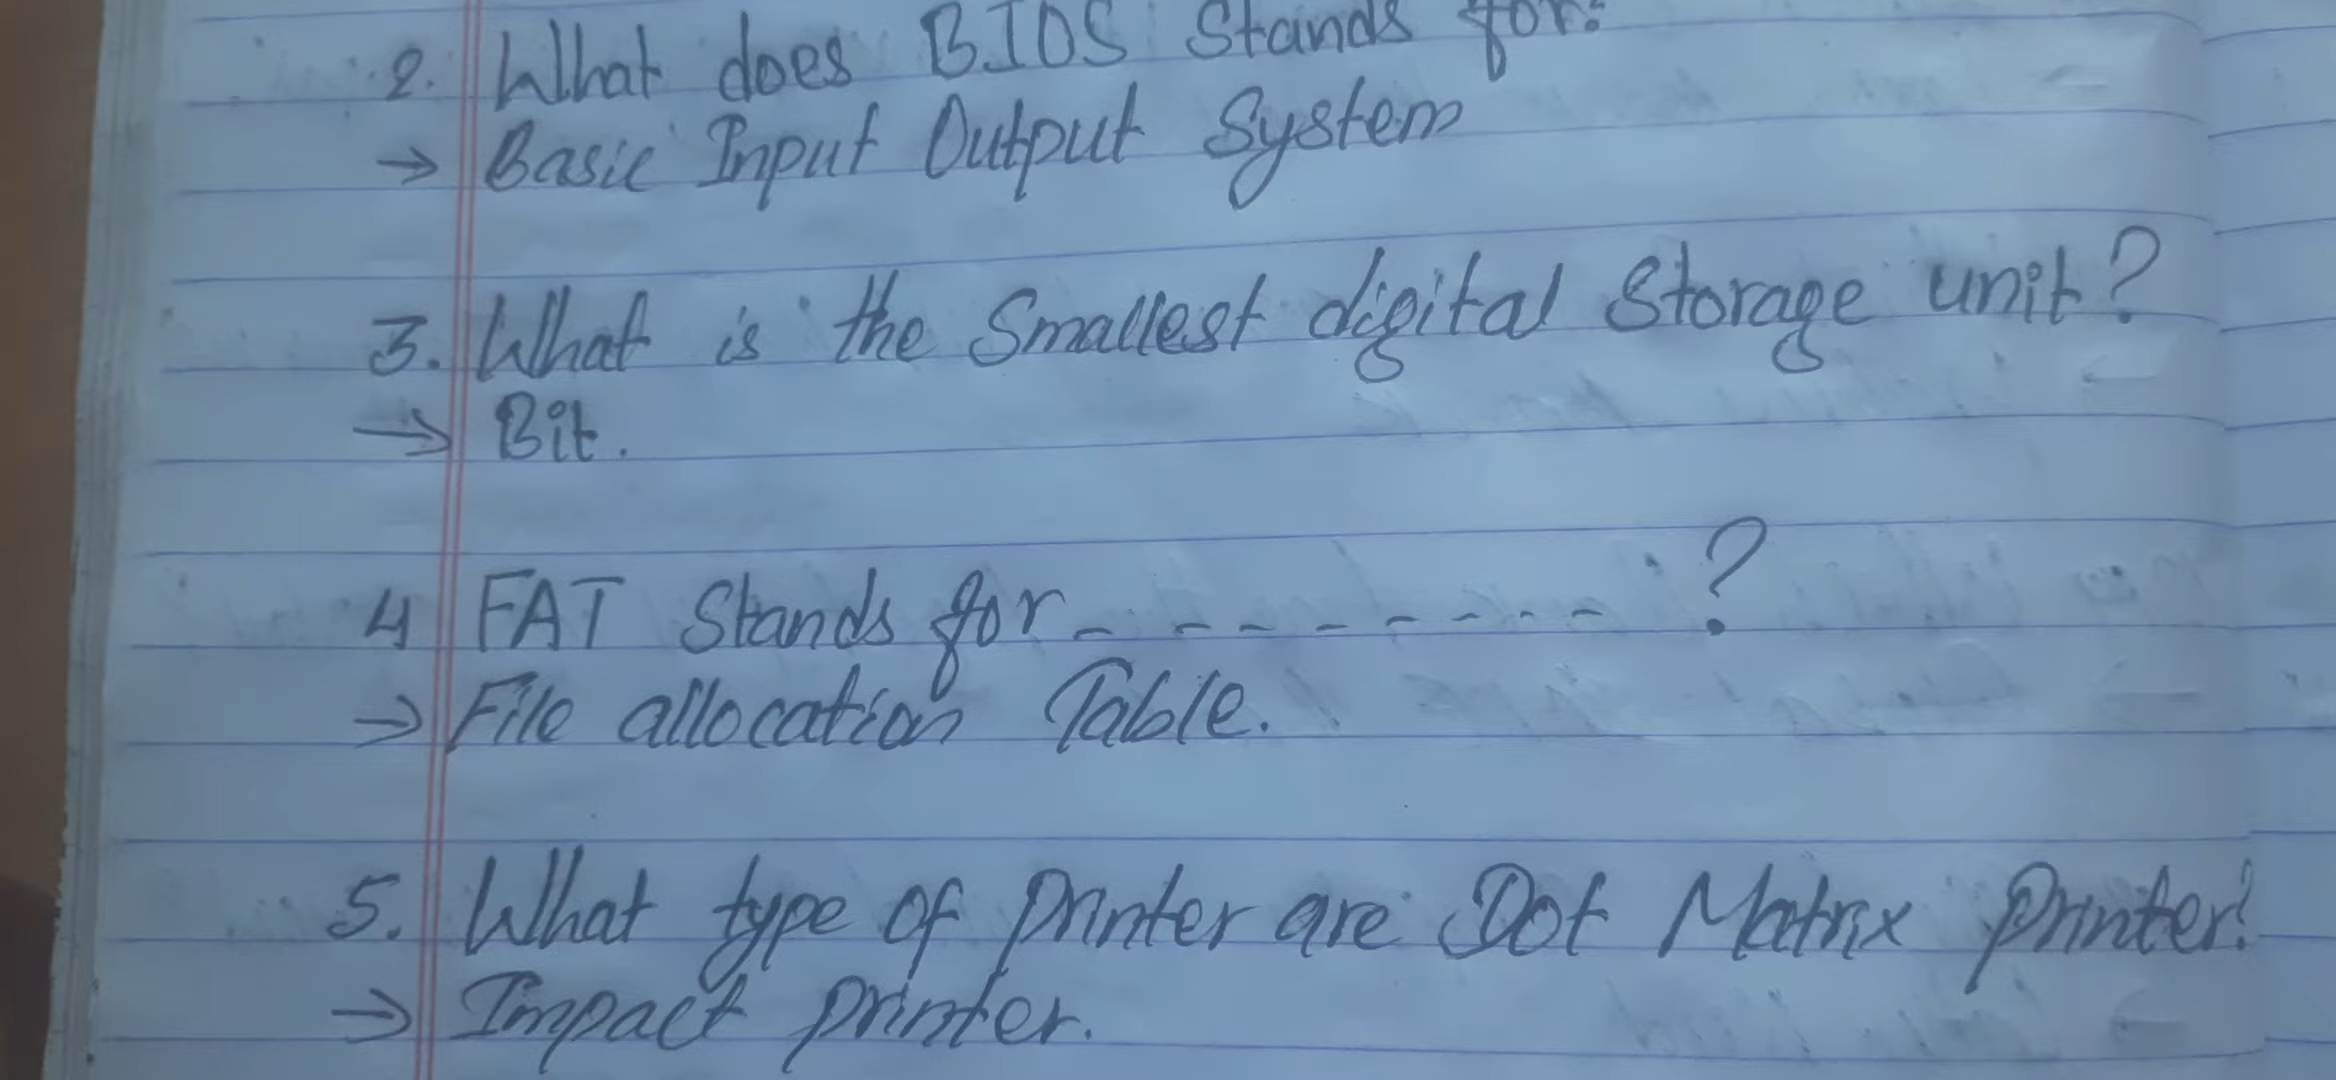 2. What does BIOS Stands for?
→ Basic Input Output System
3. What is the Smallest digital Storage unit?
→ Bit.
4 FAT Stands for - - - - - - - - ?
→ File allocation Table.
5. What type of printer are Dot Matrix printer?
→ Impact printer.